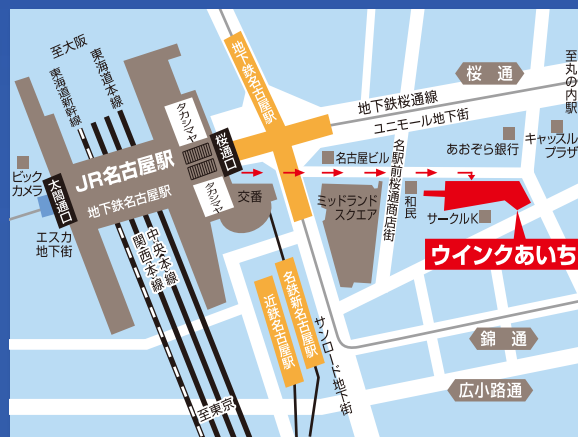 至大阪
東海道本線
東海道新幹線
地下鉄名古屋駅
桜　通
至丸の内駅
地下鉄桜通線
ユニモール地下街
タカシマヤ
桜通口
JR名古屋駅
地下鉄名古屋駅
タカシマヤ
ビック
カメラ
太閤通口
エスカ
地下街
交番
名古屋ビル
ミッドランド
スクエア
名駅前桜通商店街
和民
あおぞら銀行
キャッスル
プラザ
サークルK
ウインクあいち
中央本線
関西本線
名鉄新名古屋駅
近鉄名古屋駅
サンロード地下街
錦　通
広小路通
至東京